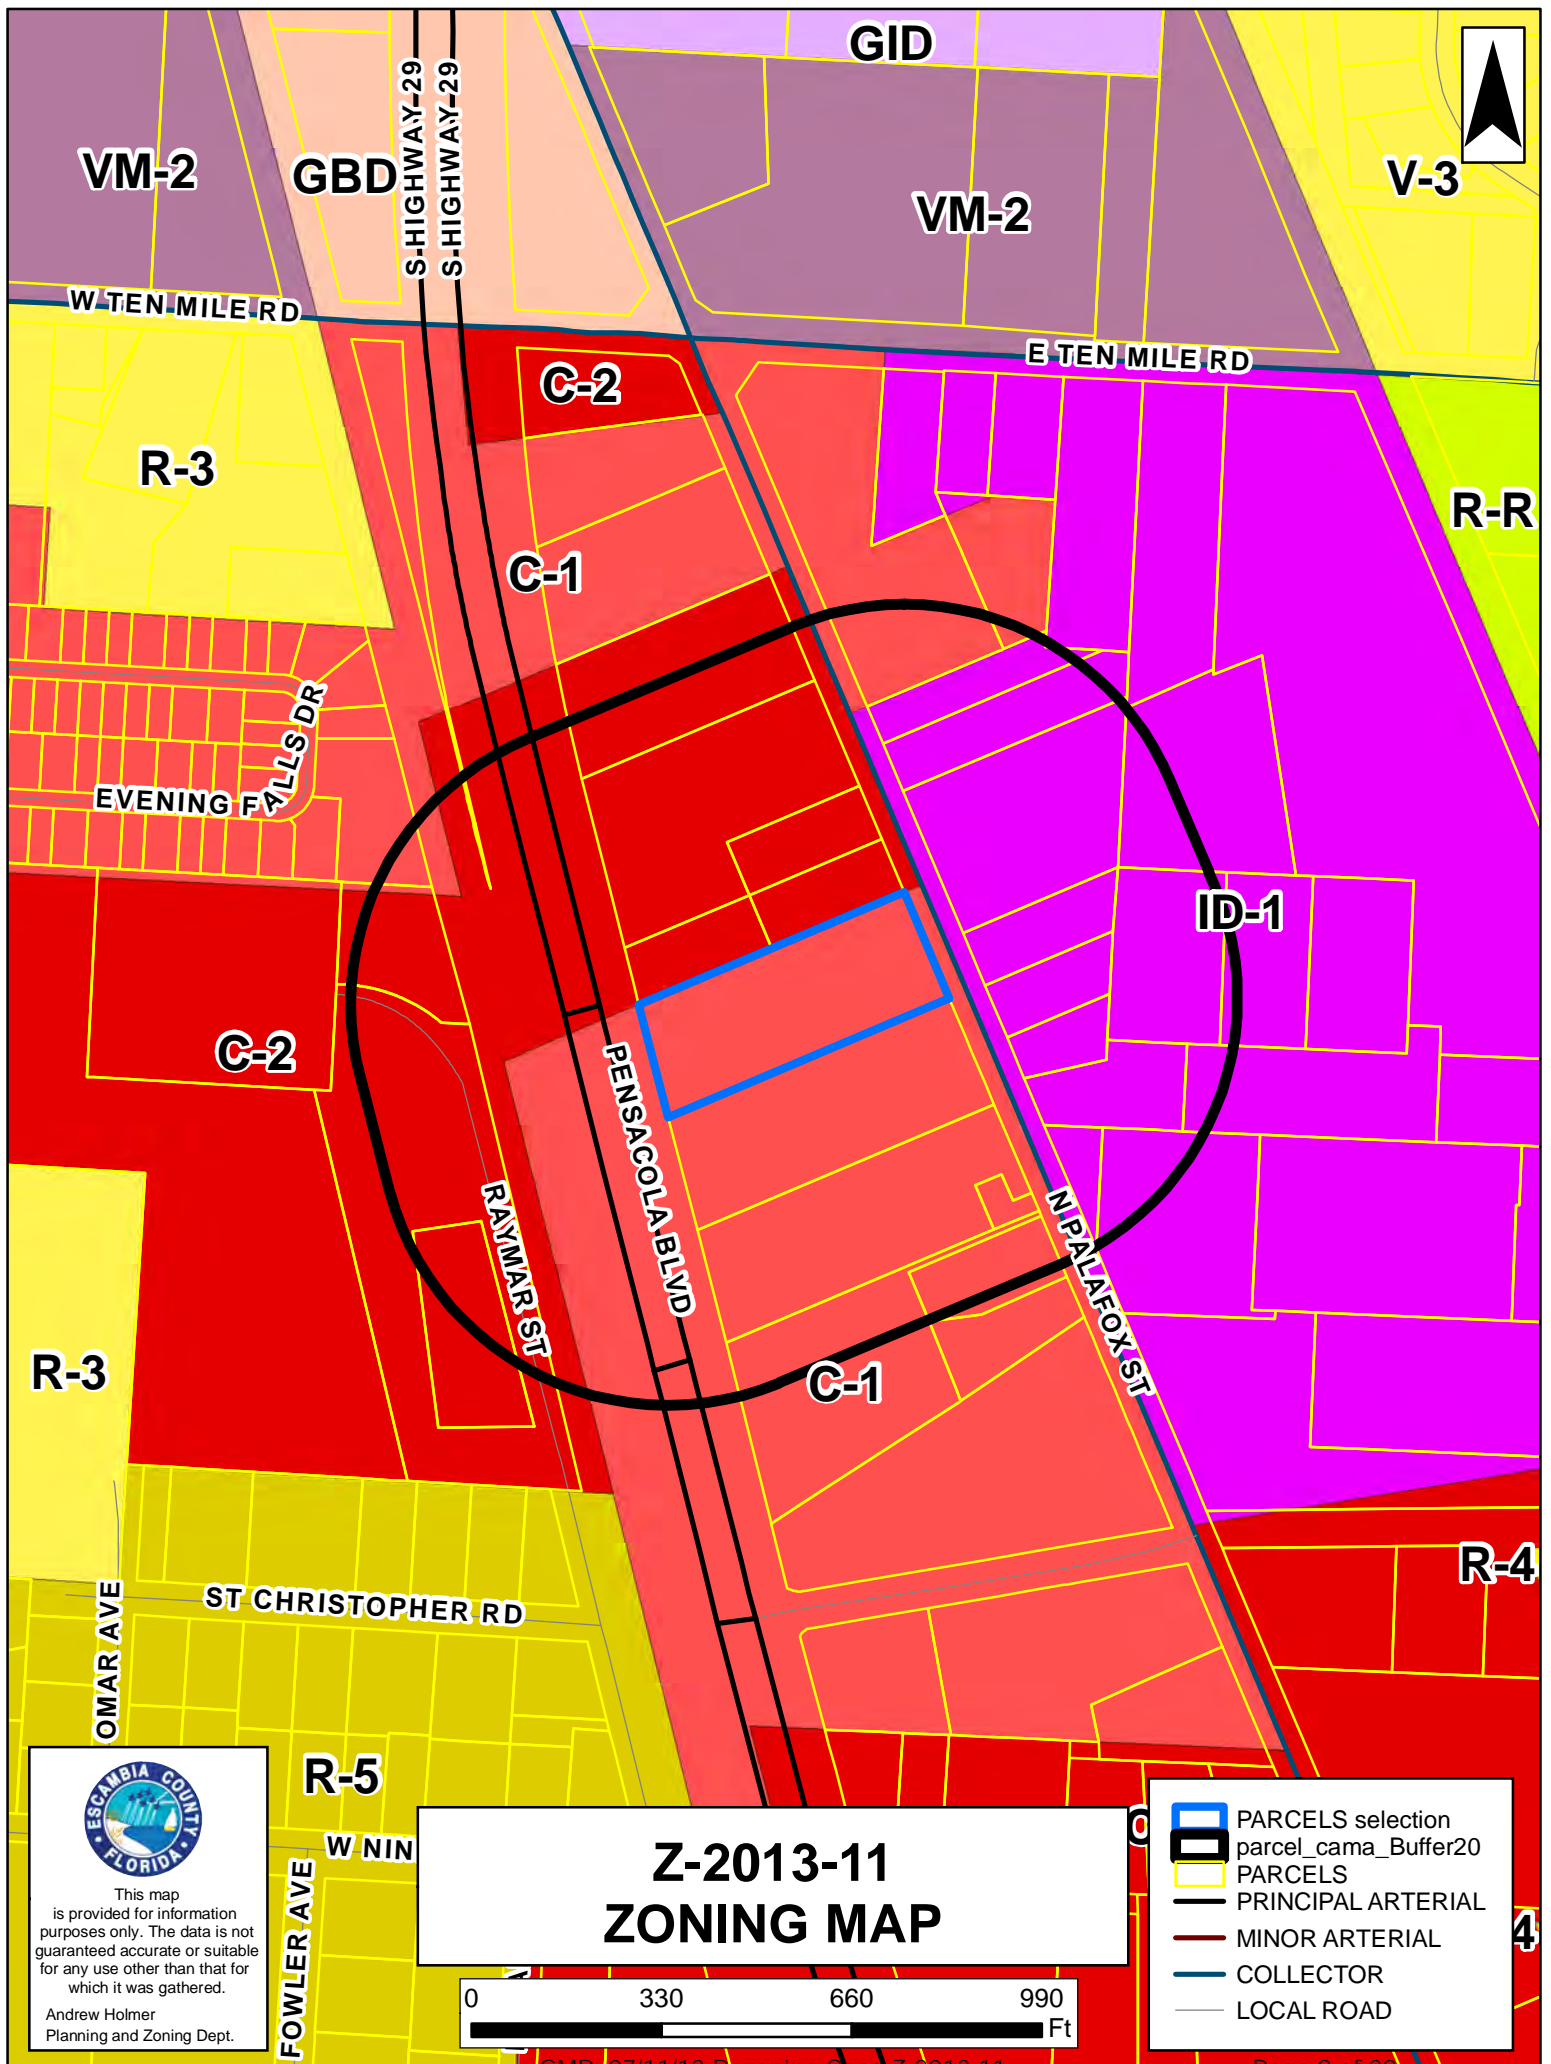 GID
S HIGHWAY 29
S HIGHWAY 29
VM-2
GBD
V-3
VM-2
W TEN MILE RD
E TEN MILE RD
C-2
R-3
R-R
C-1
EVENING FALLS DR
ID-1
C-2
PENSACOLA BLVD
RAYMAR ST
N PALAFOX ST
R-3
C-1
R-4
ST CHRISTOPHER RD
OMAR AVE
R-5
W NIN
FOWLER AVE
4
ESCAMBIA COUNTY
FLORIDA
This map
is provided for information
purposes only. The data is not
guaranteed accurate or suitable
for any use other than that for
which it was gathered.
Andrew Holmer
Planning and Zoning Dept.
Z-2013-11
ZONING MAP
0 330 660 990
Ft
PARCELS selection
parcel_cama_Buffer20
PARCELS
PRINCIPAL ARTERIAL
MINOR ARTERIAL
COLLECTOR
LOCAL ROAD